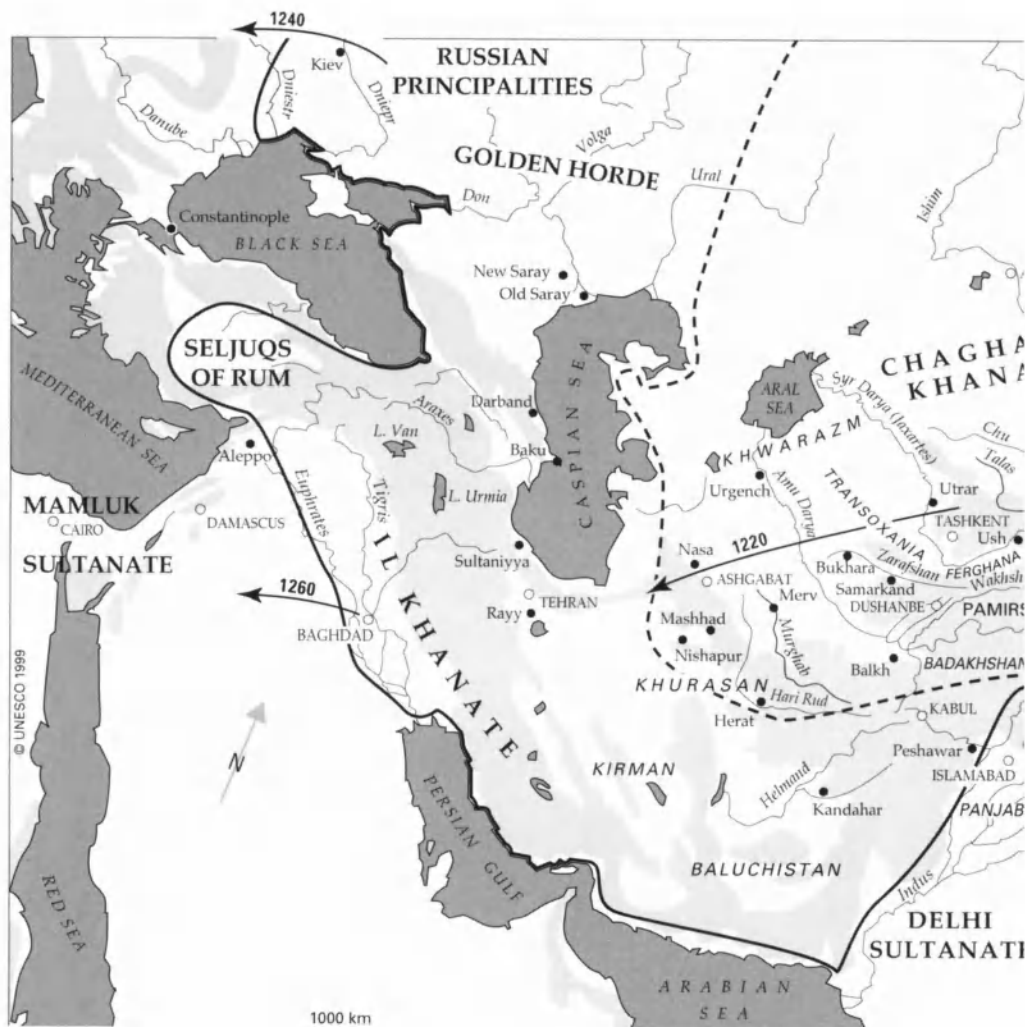 1240
Kiev
RUSSIAN
PRINCIPALITIES
Dniestr
Dniepr
Danube
Volga
GOLDEN HORDE
Ural
Ishim
Don
Constantinople
BLACK SEA
New Saray
Old Saray
SELJUQS
OF RUM
MEDITERRANEAN SEA
CASPIAN SEA
ARAL
SEA
Syr Darya (Jaxartes)
CHAGHA
KHANA
Araxes
Darband
L. Van
Baku
KHWARAZM
Chu
Talas
Aleppo
Euphrates
Tigris
L. Urmia
Urgench
Amu Darya
TRANSOXANIA
Utrar
MAMLUK
CAIRO
SULTANATE
DAMASCUS
Sultaniyya
1220
TASHKENT
Ush
Nasa
ASHGABAT
Bukhara
Zarafshan
FERGHANA
Samarkand
Wakhsh
DUSHANBE
1260
BAGHDAD
IL
KHANATE
TEHRAN
Rayy
Merv
Mashhad
Nishapur
Murghab
PAMIRS
Balkh
BADAKHSHAN
KHURASAN
Hari Rud
Herat
KABUL
© UNESCO 1999
N
PERSIAN GULF
KIRMAN
Helmand
Peshawar
ISLAMABAD
Kandahar
PANJAB
BALUCHISTAN
Indus
RED SEA
DELHI
SULTANATE
ARABIAN
SEA
1000 km